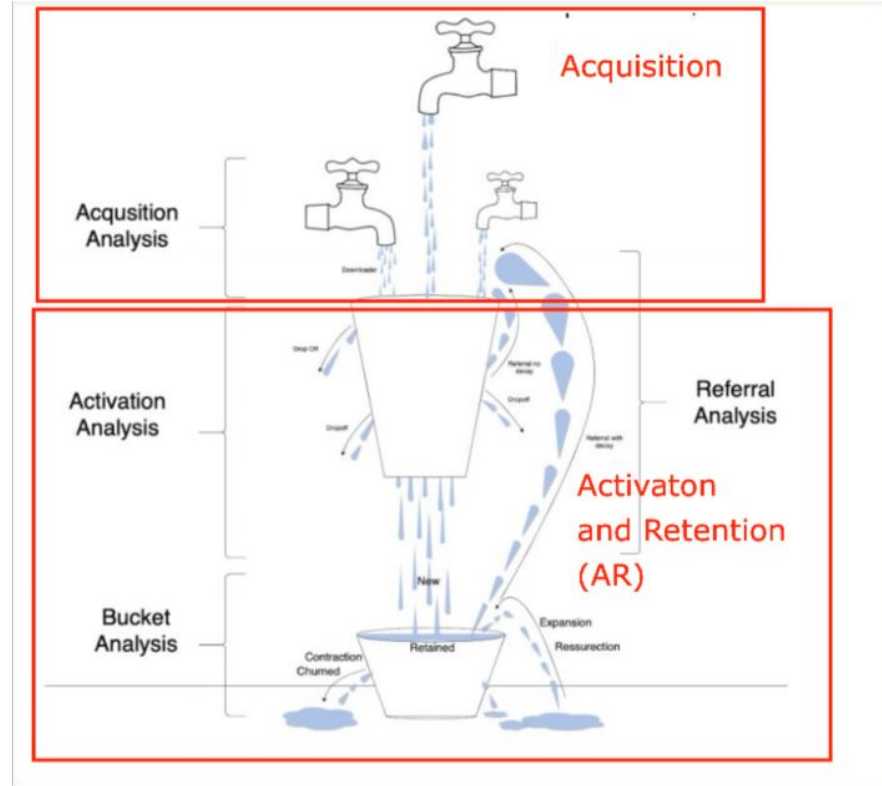 Acquisition
Acqusition
Analysis
Downloader
Drop Off
Referral no
decay
Activation
Analysis
Dropoff
Dropoff
Referral
Analysis
Referral with
decay
Activaton
and Retention
(AR)
New
Bucket
Analysis
Expansion
Retained
Ressurection
Contraction
Churned